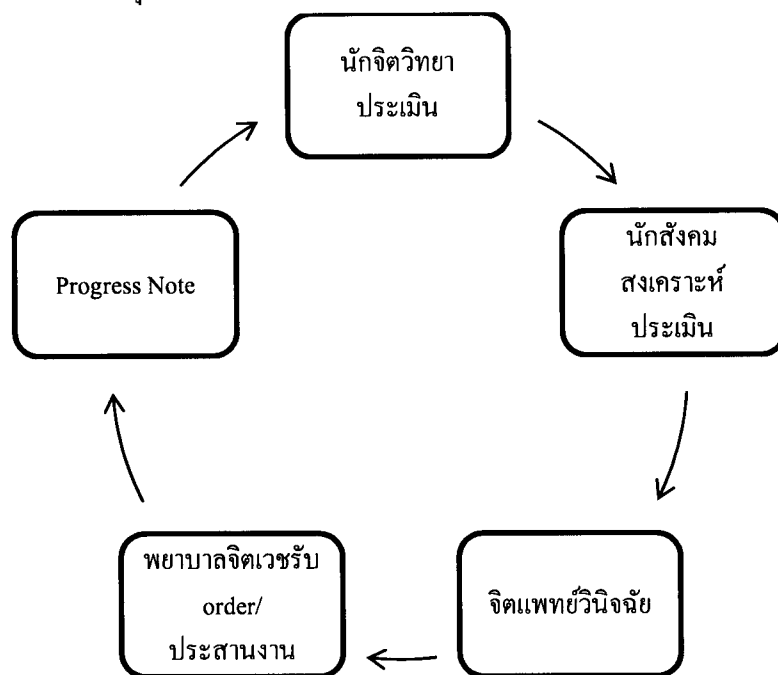 นักจิตวิทยา
ประเมิน
นักสังคม
สงเคราะห์
ประเมิน
จิตแพทย์วินิจฉัย
พยาบาลจิตเวชรับ
order/
ประสานงาน
Progress Note